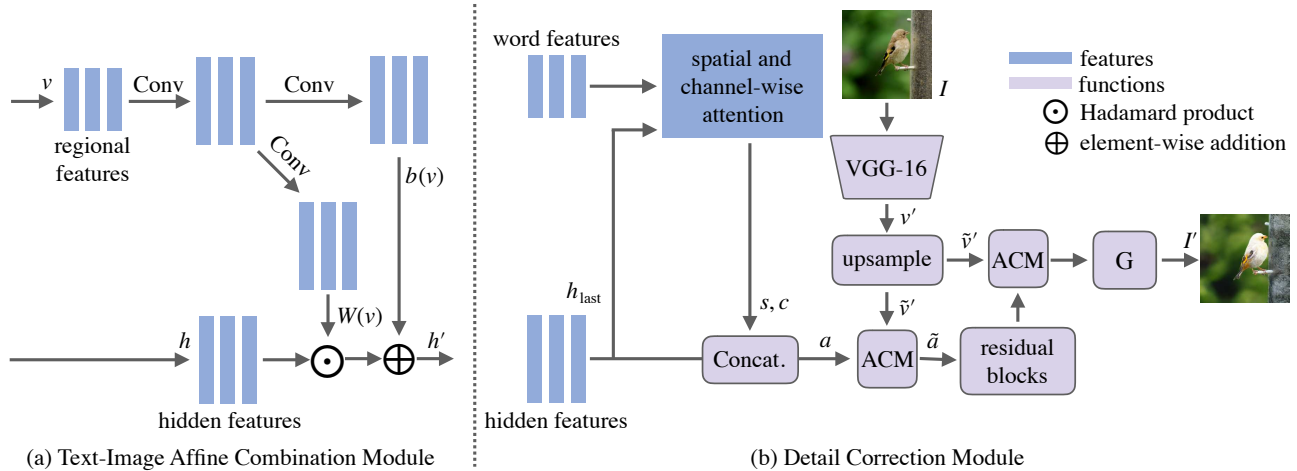 v
Conv
Conv
regional
features
Conv
b(v)
W(v)
h
h′
hidden features
(a) Text-Image Affine Combination Module
word features
spatial and
channel-wise
attention
I
VGG-16
v′
upsample
ṽ′
ACM
G
I′
h_last
s, c
ṽ′
Concat.
a
ACM
ã
residual
blocks
hidden features
(b) Detail Correction Module
features
functions
Hadamard product
element-wise addition